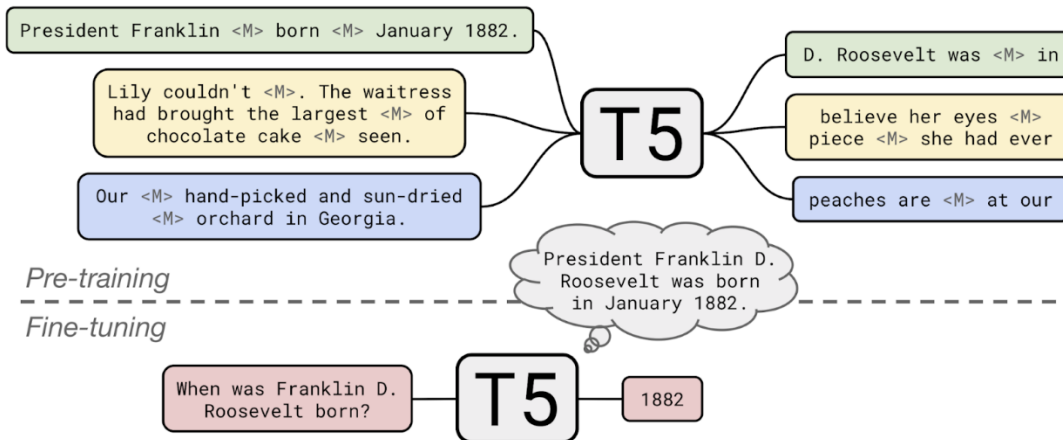 President Franklin <M> born <M> January 1882.
Lily couldn't <M>. The waitress
had brought the largest <M> of
chocolate cake <M> seen.
Our <M> hand-picked and sun-dried
<M> orchard in Georgia.
T5
D. Roosevelt was <M> in
believe her eyes <M>
piece <M> she had ever
peaches are <M> at our
President Franklin D.
Roosevelt was born
in January 1882.
Pre-training
Fine-tuning
When was Franklin D.
Roosevelt born?
T5
1882